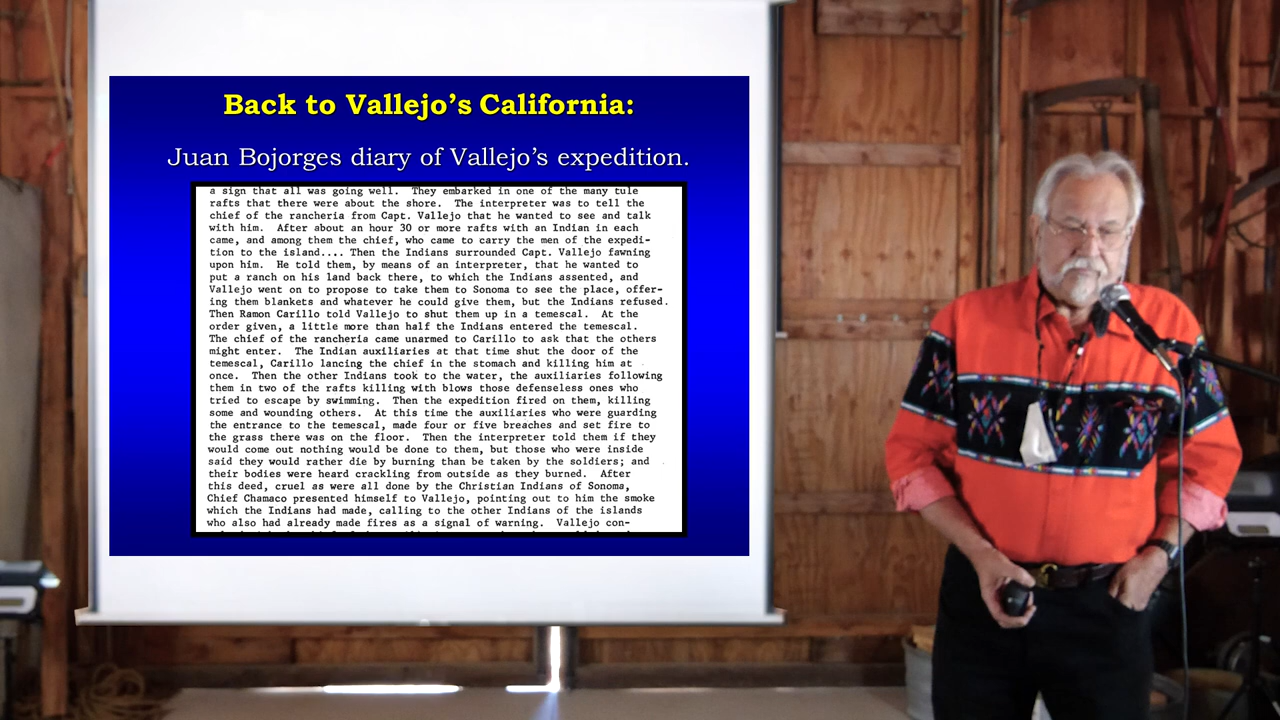 Back to Vallejo's California:
Juan Bojorges diary of Vallejo's expedition.
a sign that all was going well. They embarked in one of the many tule
rafts that there were about the shore. The interpreter was to tell the
chief of the rancheria from Capt. Vallejo that he wanted to see and talk
with him. After about an hour 30 or more rafts with an Indian in each
came, and among them the chief, who came to carry the men of the expedi-
tion to the island.... Then the Indians surrounded Capt. Vallejo fawning
upon him. He told them, by means of an interpreter, that he wanted to
put a ranch on his land back there, to which the Indians assented, and
Vallejo went on to propose to take them to Sonoma to see the place, offer-
ing them blankets and whatever he could give them, but the Indians refused.
Then Ramon Carillo told Vallejo to shut them up in a temescal. At the
order given, a little more than half the Indians entered the temescal.
The chief of the rancheria came unarmed to Carillo to ask that the others
might enter. The Indian auxiliaries at that time shut the door of the
temescal, Carillo lancing the chief in the stomach and killing him at
once. Then the other Indians took to the water, the auxiliaries following
them in two of the rafts killing with blows those defenseless ones who
tried to escape by swimming. Then the expedition fired on them, killing
some and wounding others. At this time the auxiliaries who were guarding
the entrance to the temescal, made four or five breaches and set fire to
the grass there was on the floor. Then the interpreter told them if they
would come out nothing would be done to them, but those who were inside
said they would rather die by burning than be taken by the soldiers; and
their bodies were heard crackling from outside as they burned. After
this deed, cruel as were all done by the Christian Indians of Sonoma,
Chief Chamaco presented himself to Vallejo, pointing out to him the smoke
which the Indians had made, calling to the other Indians of the islands
who also had already made fires as a signal of warning. Vallejo con-